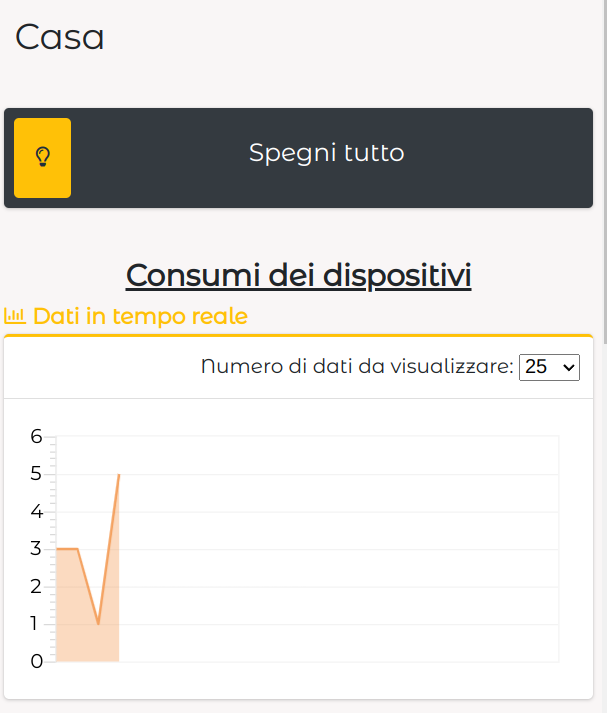 Casa
Spegni tutto
Consumi dei dispositivi
Dati in tempo reale
Numero di dati da visualizzare: 25
6
5
4
3
2
1
0